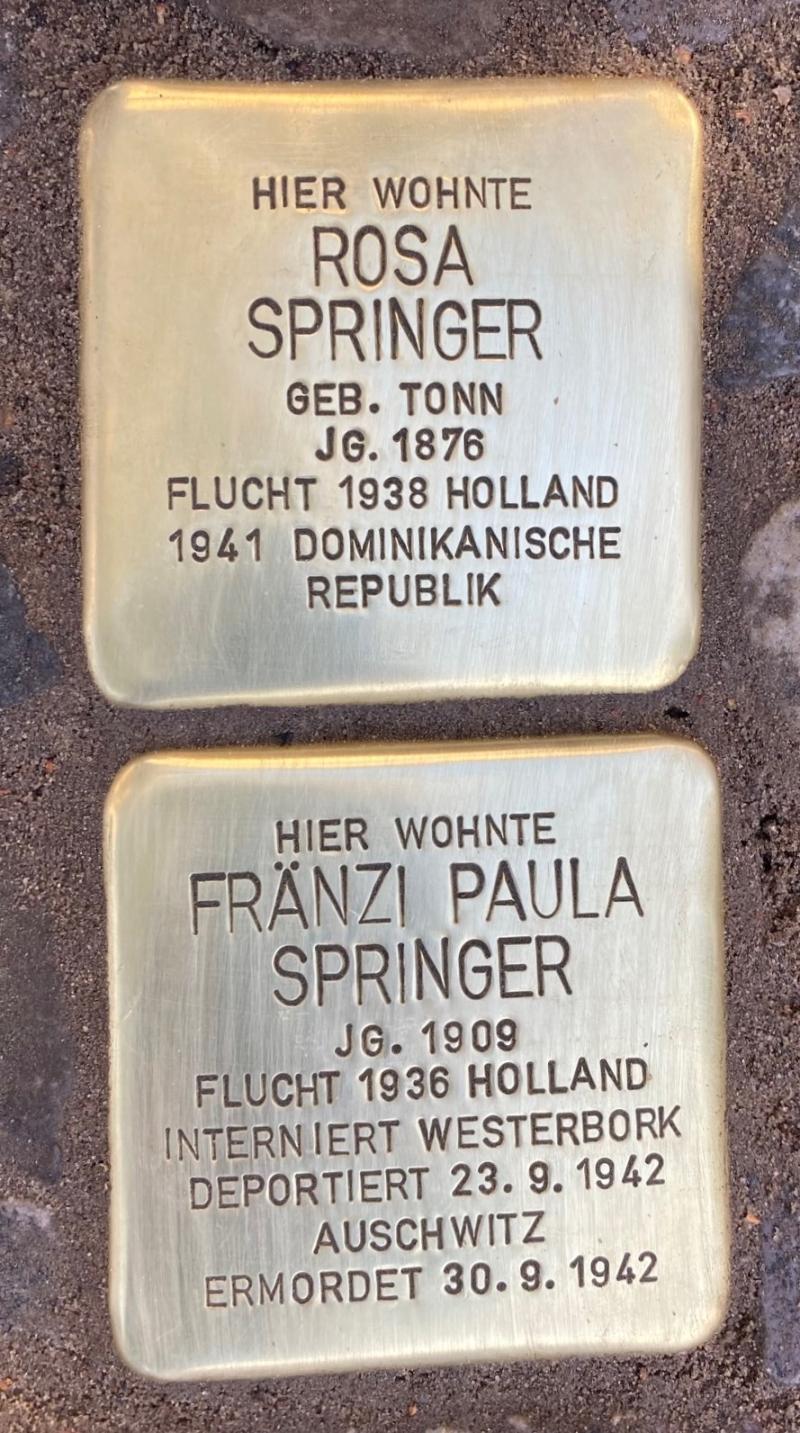 HIER WOHNTE
ROSA
SPRINGER
GEB. TONN
JG. 1876
FLUCHT 1938 HOLLAND
1941 DOMINIKANISCHE
REPUBLIK
HIER WOHNTE
FRÄNZI PAULA
SPRINGER
JG. 1909
FLUCHT 1936 HOLLAND
INTERNIERT WESTERBORK
DEPORTIERT 23. 9. 1942
AUSCHWITZ
ERMORDET 30. 9. 1942